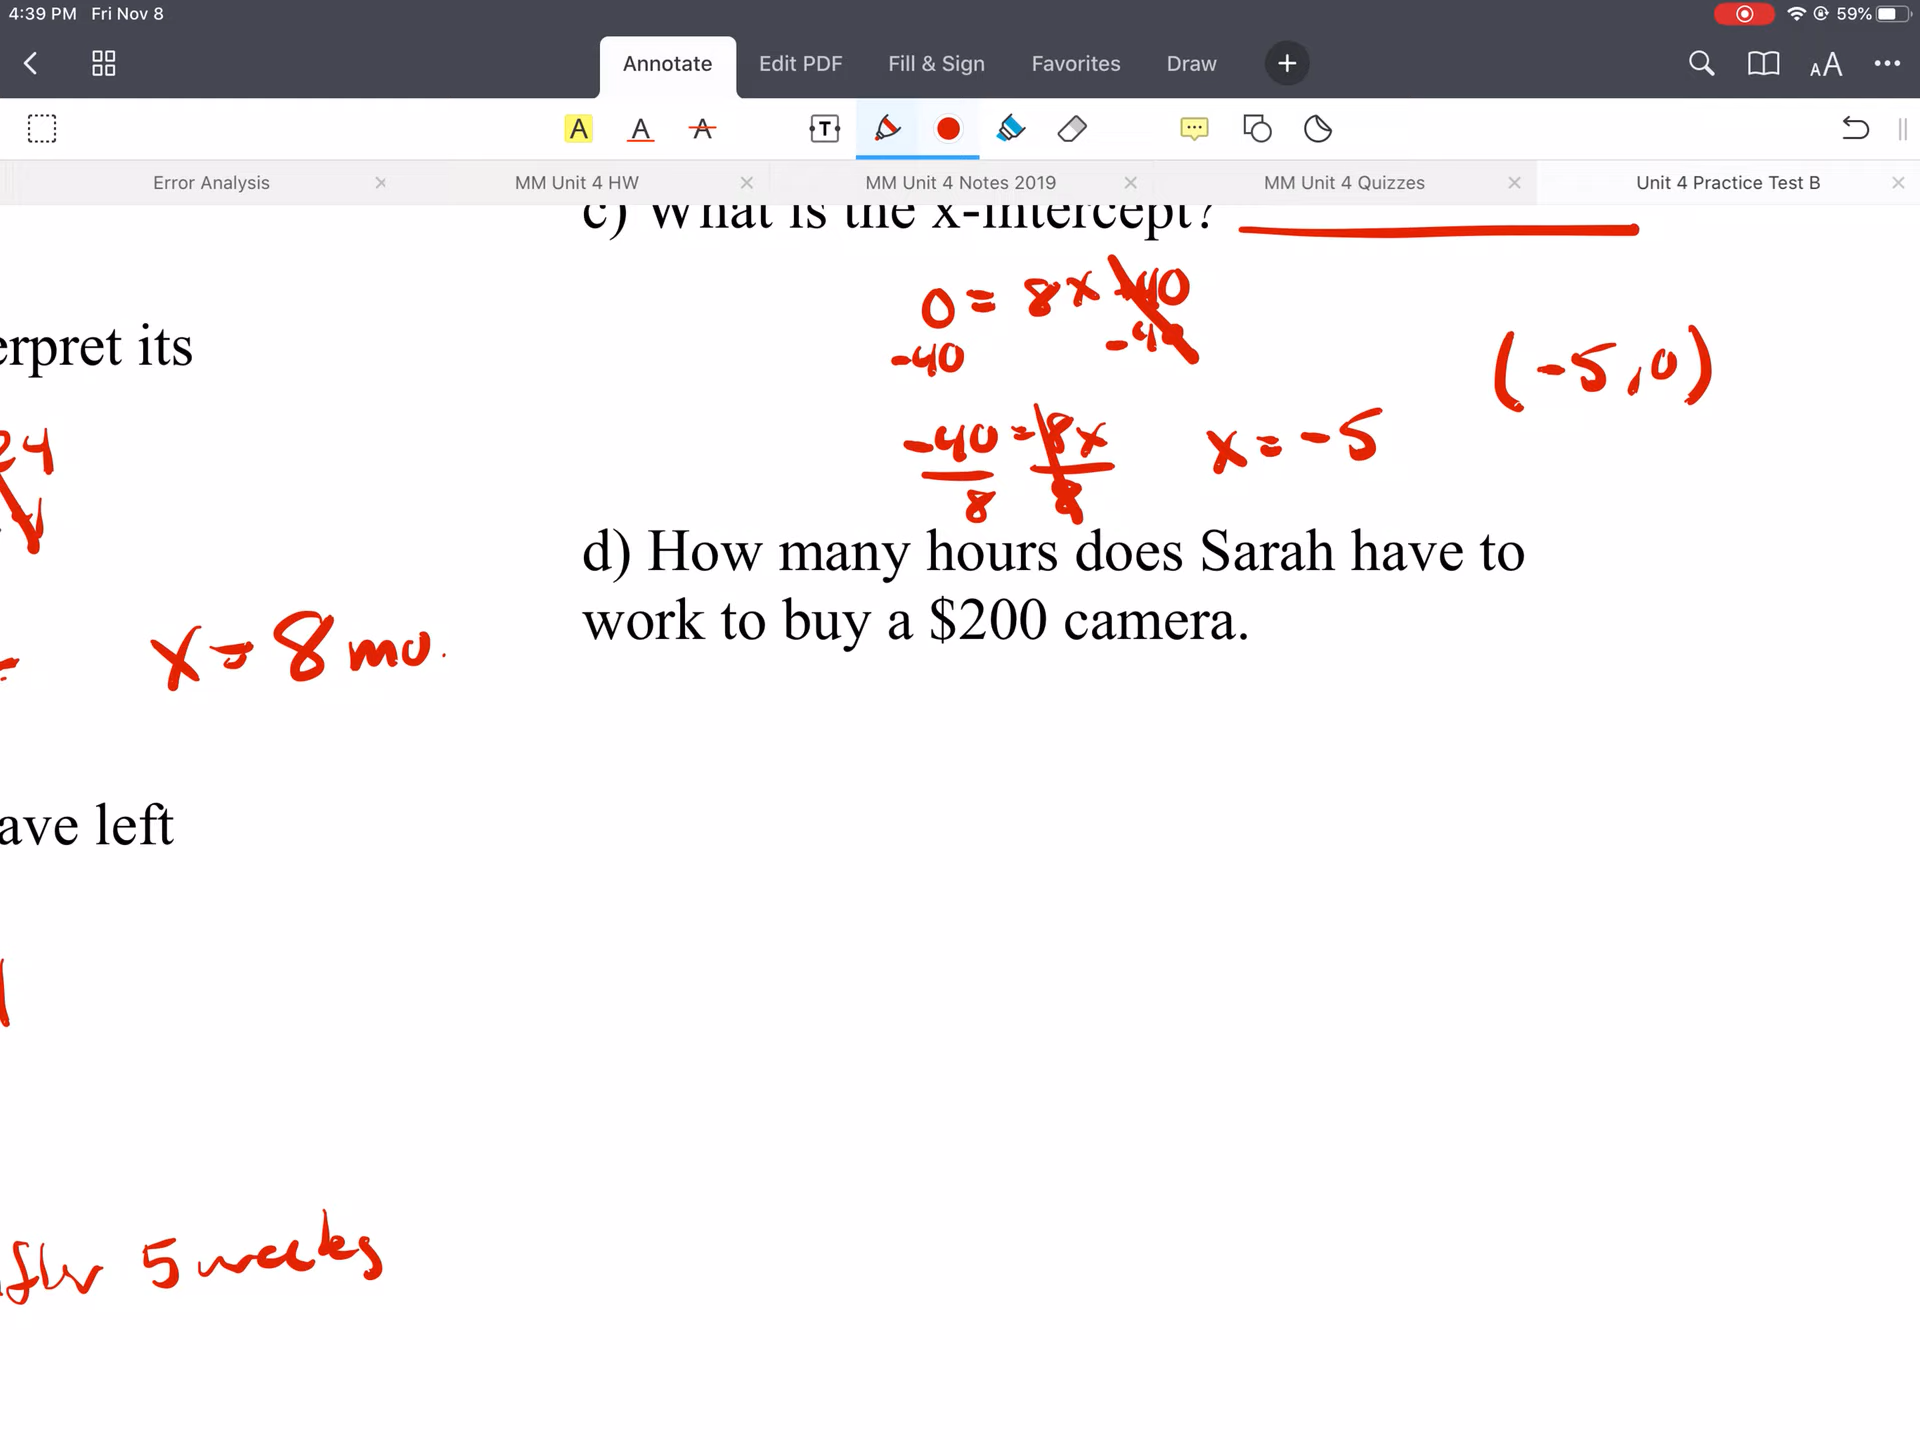 4:39 PM Fri Nov 8
59%
Annotate Edit PDF Fill & Sign Favorites Draw
Error Analysis
MM Unit 4 HW
MM Unit 4 Notes 2019
MM Unit 4 Quizzes
Unit 4 Practice Test B
c) What is the x-intercept?
0 = 8x +40
-40 -40
(-5,0)
-40 = 8x x = -5
8 8
d) How many hours does Sarah have to
work to buy a $200 camera.
erpret its
24
x = 8 mo.
ave left
5 weeks